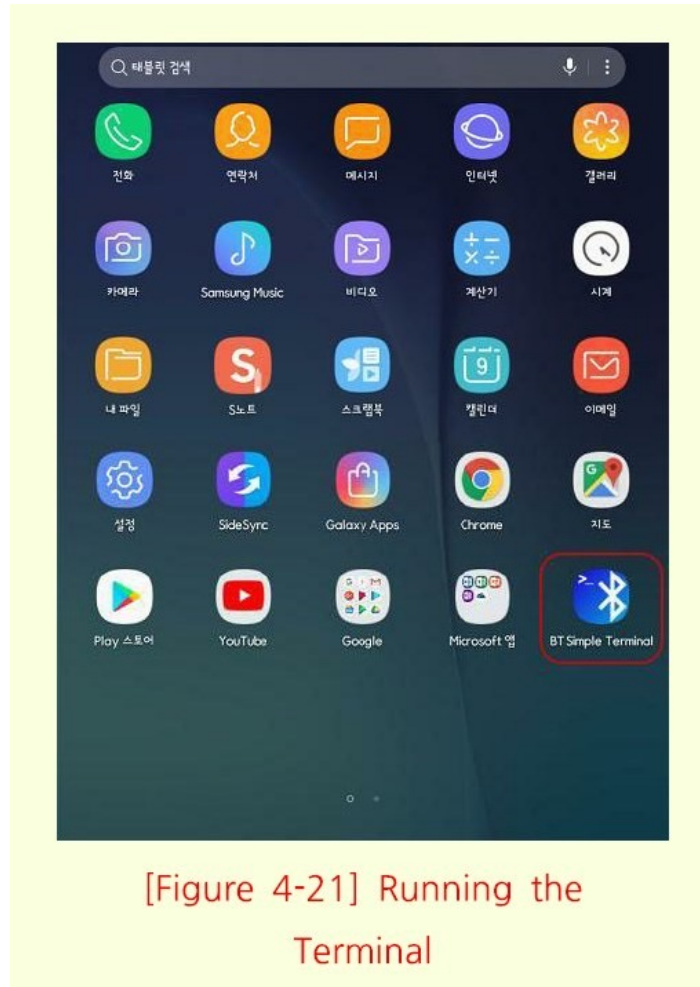 태블릿 검색
전화
연락처
메시지
인터넷
갤러리
카메라
Samsung Music
비디오
계산기
시계
내 파일
S노트
스크랩북
9
캘린더
이메일
설정
SideSync
Galaxy Apps
Chrome
지도
Play 스토어
YouTube
Google
Microsoft 앱
BT Simple Terminal
[Figure 4-21] Running the
Terminal